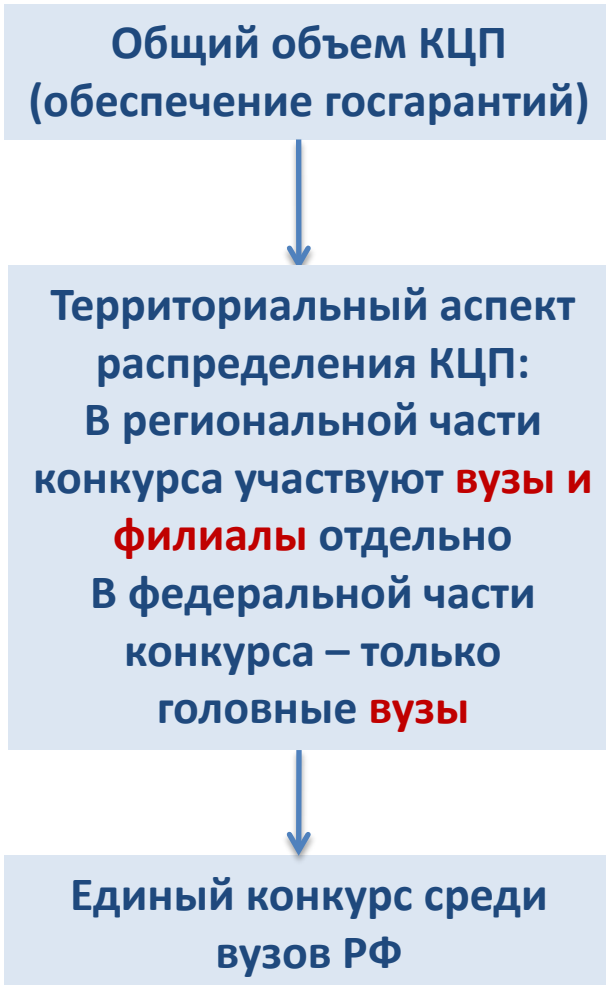 Общий объем КЦП
(обеспечение госгарантий)
Территориальный аспект
распределения КЦП:
В региональной части
конкурса участвуют вузы и
филиалы отдельно
В федеральной части
конкурса – только
головные вузы
Единый конкурс среди
вузов РФ